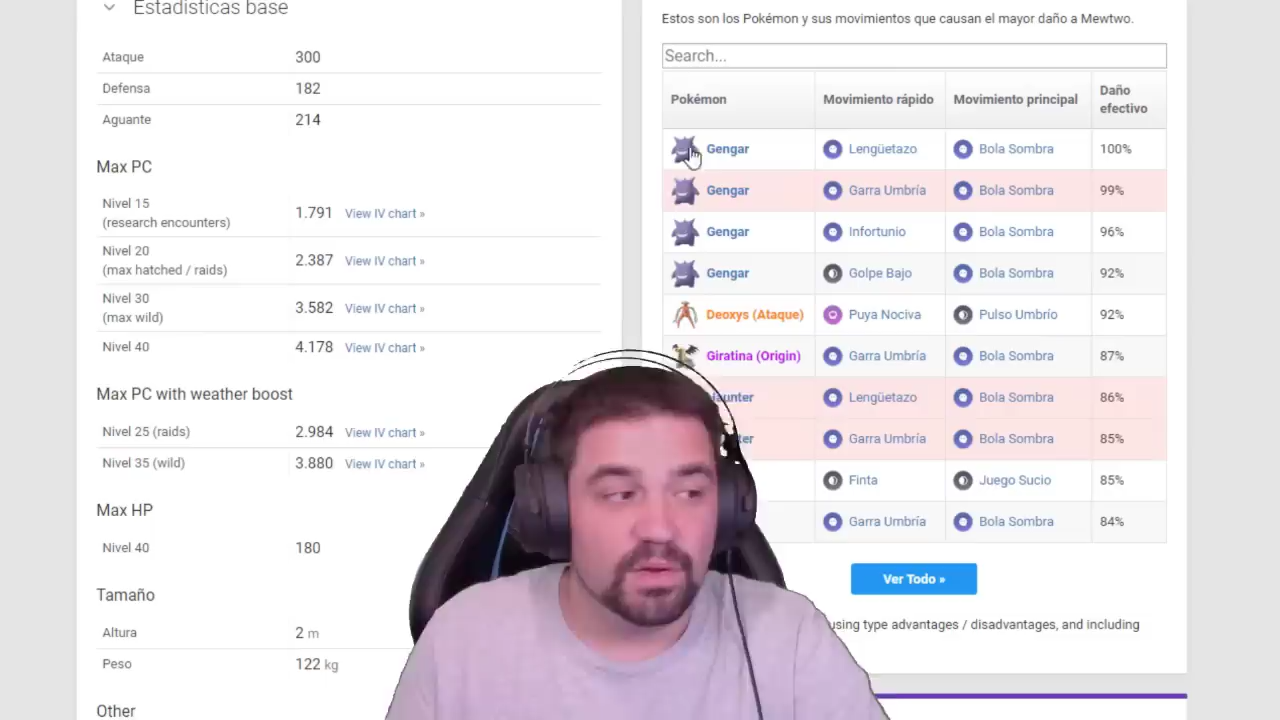 Estadísticas base
Ataque 300
Defensa 182
Aguante 214
Max PC
Nivel 15
(research encounters) 1.791 View IV chart »
Nivel 20
(max hatched / raids) 2.387 View IV chart »
Nivel 30
(max wild) 3.582 View IV chart »
Nivel 40 4.178 View IV chart »
Max PC with weather boost
Nivel 25 (raids) 2.984 View IV chart »
Nivel 35 (wild) 3.880 View IV chart »
Max HP
Nivel 40 180
Tamaño
Altura 2 m
Peso 122 kg
Other
Estos son los Pokémon y sus movimientos que causan el mayor daño a Mewtwo.
Search...
Pokémon Movimiento rápido Movimiento principal Daño
efectivo
Gengar Lengüetazo Bola Sombra 100%
Gengar Garra Umbría Bola Sombra 99%
Gengar Infortunio Bola Sombra 96%
Gengar Golpe Bajo Bola Sombra 92%
Deoxys (Ataque) Puya Nociva Pulso Umbrío 92%
Giratina (Origin) Garra Umbría Bola Sombra 87%
Lengüetazo Bola Sombra 86%
Garra Umbría Bola Sombra 85%
Finta Juego Sucio 85%
Garra Umbría Bola Sombra 84%
Ver Todo »
using type advantages / disadvantages, and including